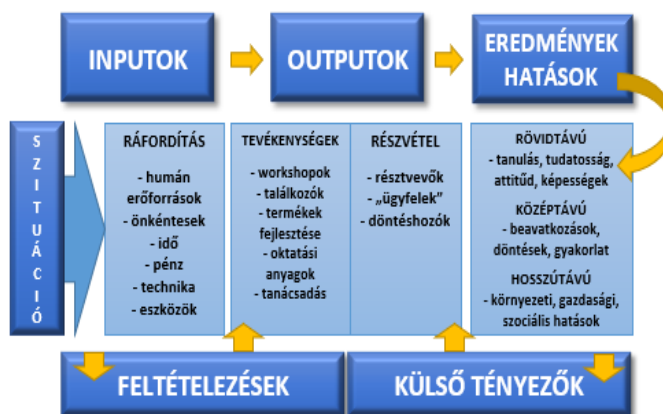 INPUTOK
OUTPUTOK
EREDMÉNYEK
HATÁSOK
SZITUÁCIÓ
RÁFORDÍTÁS
- humán
erőforrások
- önkéntesek
- idő
- pénz
- technika
- eszközök
TEVÉKENYSÉGEK
- workshopok
- találkozók
- termékek
fejlesztése
- oktatási
anyagok
- tanácsadás
RÉSZVÉTEL
- résztvevők
- „ügyfelek"
- döntéshozók
RÖVIDTÁVÚ
- tanulás, tudatosság,
attitűd, képességek
KÖZÉPTÁVÚ
- beavatkozások,
döntések, gyakorlat
HOSSZÚTÁVÚ
- környezeti, gazdasági,
szociális hatások
FELTÉTELEZÉSEK
KÜLSŐ TÉNYEZŐK